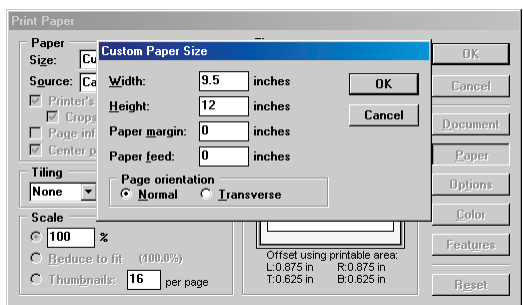 Print Paper
Paper
Size: Cu
Source: Ca
Printer's
Crops
Page inf
Center p
Tiling
None
Scale
100 %
Reduce to fit (100.0%)
Thumbnails: 16 per page
Custom Paper Size
Width: 9.5 inches
Height: 12 inches
Paper margin: 0 inches
Paper feed: 0 inches
Page orientation
Normal Transverse
OK
Cancel
Offset using printable area:
L:0.875 in R:0.875 in
T:0.625 in B:0.625 in
OK
Cancel
Document
Paper
Options
Color
Features
Reset